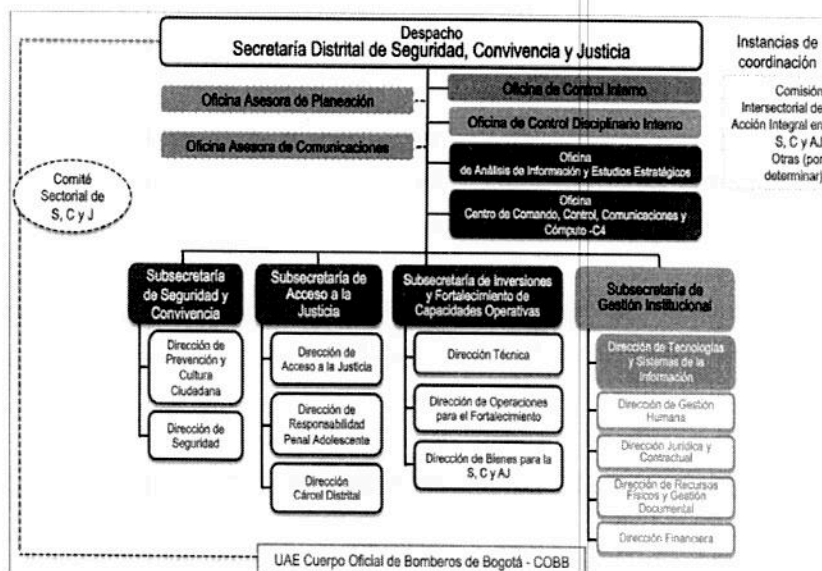 Despacho
Secretaría Distrital de Seguridad, Convivencia y Justicia
Instancias de
coordinación
Comisión
Intersectorial de
Acción Integral en
S, C y AJ
Otras (por
determinar)
Oficina Asesora de Planeación
Oficina de Control Interno
Oficina de Control Disciplinario Interno
Oficina Asesora de Comunicaciones
Oficina
de Análisis de Información y Estudios Estratégicos
Oficina
Centro de Comando, Control, Comunicaciones y
Cómputo -C4
Comité
Sectorial de
S, C y J
Subsecretaría
de Seguridad y
Convivencia
Dirección de
Prevención y
Cultura
Ciudadana
Dirección de
Seguridad
Subsecretaría de
Acceso a la
Justicia
Dirección de
Acceso a la Justicia
Dirección de
Responsabilidad
Penal Adolescente
Dirección
Cárcel Distrital
Subsecretaría de Inversiones
y Fortalecimiento de
Capacidades Operativas
Dirección Técnica
Dirección de Operaciones
para el Fortalecimiento
Dirección de Bienes para la
S, C y AJ
Subsecretaría de
Gestión Institucional
Dirección de Tecnologías
y Sistemas de la
Información
Dirección de Gestión
Humana
Dirección Jurídica y
Contractual
Dirección de Recursos
Físicos y Gestión
Documental
Dirección Financiera
UAE Cuerpo Oficial de Bomberos de Bogotá - COBB